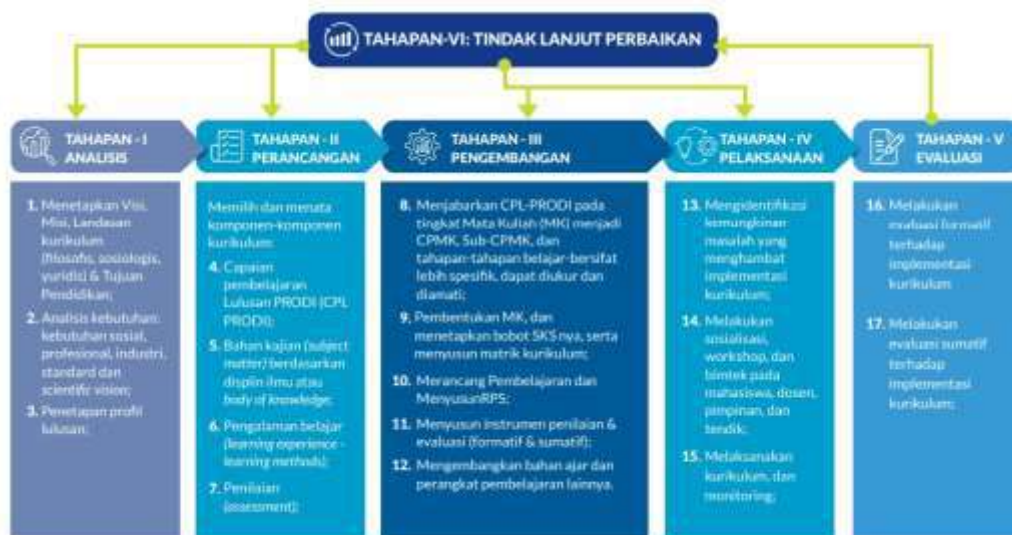 TAHAPAN-VI: TINDAK LANJUT PERBAIKAN
TAHAPAN - I
ANALISIS
1. Menetapkan Visi,
Misi, Landasan
kurikulum
(filosofis, sosiologis,
yuridis) & Tujuan
Pendidikan;
2. Analisis kebutuhan:
kebutuhan sosial,
profesional, industri,
standard dan
scientific vision;
3. Penetapan profil
lulusan;
TAHAPAN - II
PERANCANGAN
Memilih dan menata
komponen-komponen
kurikulum:
4. Capaian
pembelajaran
Lulusan PRODI (CPL
PRODI);
5. Bahan kajian (subject
matter) berdasarkan
displin ilmu atau
body of knowledge;
6. Pengalaman belajar
(learning experience -
learning methods);
7. Penilaian
(assessment);
TAHAPAN - III
PENGEMBANGAN
8. Menjabarkan CPL-PRODI pada
tingkat Mata Kuliah (MK) menjadi
CPMK, Sub-CPMK, dan
tahapan-tahapan belajar-bersifat
lebih spesifik, dapat diukur dan
diamati;
9. Pembentukan MK, dan
menetapkan bobot SKS nya, serta
menyusun matrik kurikulum;
10. Merancang Pembelajaran dan
MenyusunRPS;
11. Menyusun instrumen penilaian &
evaluasi (formatif & sumatif);
12. Mengembangkan bahan ajar dan
perangkat pembelajaran lainnya.
TAHAPAN - IV
PELAKSANAAN
13. Mengidentifikasi
kemungkinan
masalah yang
menghambat
implementasi
kurikulum;
14. Melakukan
sosialisasi,
workshop, dan
bimtek pada
mahasiswa, dosen,
pimpinan, dan
tendik;
15. Melaksanakan
kurikulum, dan
monitoring;
TAHAPAN - V
EVALUASI
16. Melakukan
evaluasi formatif
terhadap
implementasi
kurikulum
17. Melakukan
evaluasi sumatif
terhadap
implementasi
kurikulum;